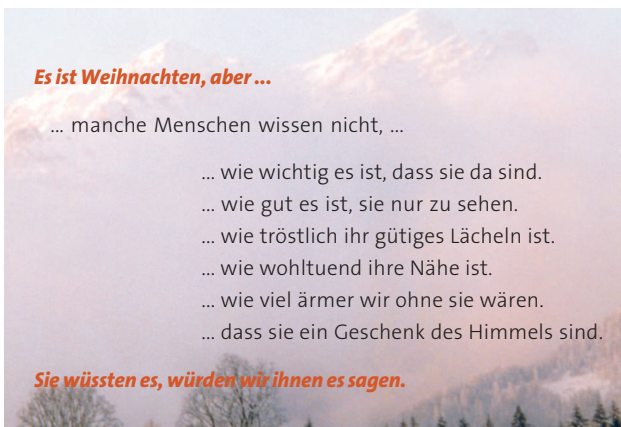 Es ist Weihnachten, aber ...
... manche Menschen wissen nicht, ...
... wie wichtig es ist, dass sie da sind.
... wie gut es ist, sie nur zu sehen.
... wie tröstlich ihr gütiges Lächeln ist.
... wie wohltuend ihre Nähe ist.
... wie viel ärmer wir ohne sie wären.
... dass sie ein Geschenk des Himmels sind.
Sie wüssten es, würden wir ihnen es sagen.